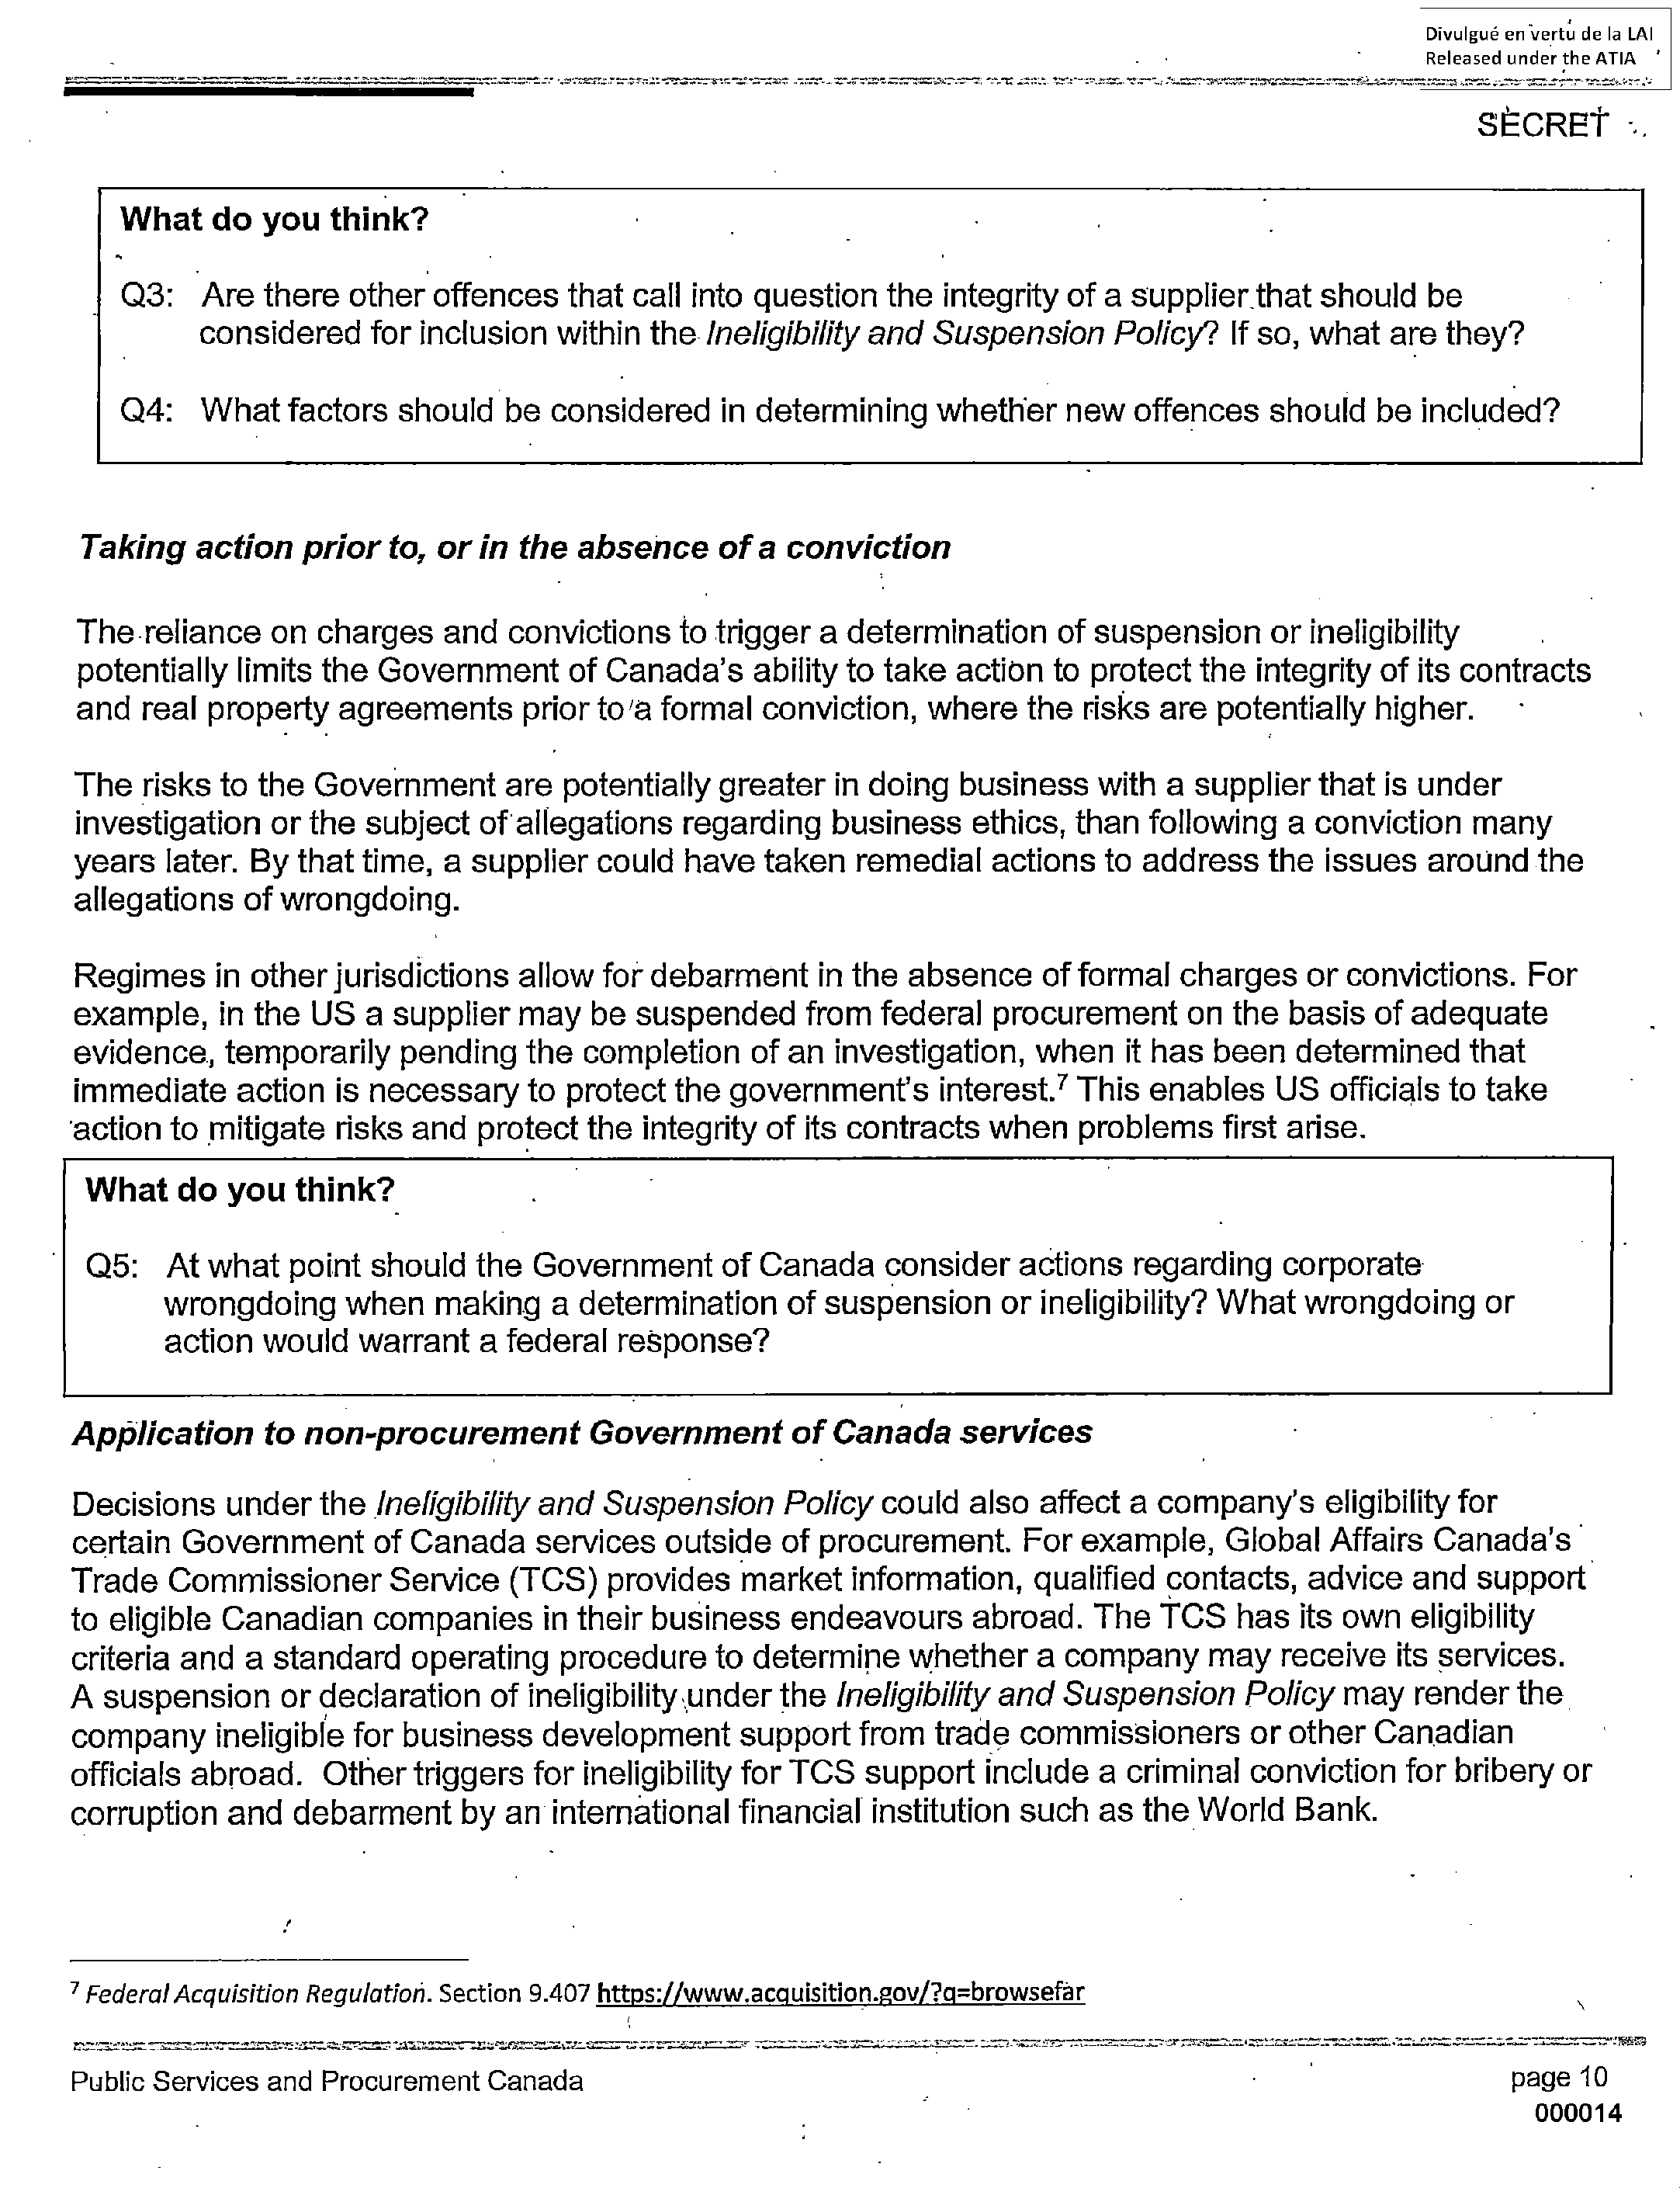 Divulgué en vertu de la LAI
Released under the ATIA
SECRET
What do you think?
Q3: Are there other offences that call into question the integrity of a supplier that should be
considered for inclusion within the Ineligibility and Suspension Policy? If so, what are they?
Q4: What factors should be considered in determining whether new offences should be included?
Taking action prior to, or in the absence of a conviction
The reliance on charges and convictions to trigger a determination of suspension or ineligibility
potentially limits the Government of Canada's ability to take action to protect the integrity of its contracts
and real property agreements prior to a formal conviction, where the risks are potentially higher.
The risks to the Government are potentially greater in doing business with a supplier that is under
investigation or the subject of allegations regarding business ethics, than following a conviction many
years later. By that time, a supplier could have taken remedial actions to address the issues around the
allegations of wrongdoing.
Regimes in other jurisdictions allow for debarment in the absence of formal charges or convictions. For
example, in the US a supplier may be suspended from federal procurement on the basis of adequate
evidence, temporarily pending the completion of an investigation, when it has been determined that
immediate action is necessary to protect the government's interest.7 This enables US officials to take
action to mitigate risks and protect the integrity of its contracts when problems first arise.
What do you think?
Q5: At what point should the Government of Canada consider actions regarding corporate
wrongdoing when making a determination of suspension or ineligibility? What wrongdoing or
action would warrant a federal response?
Application to non-procurement Government of Canada services
Decisions under the Ineligibility and Suspension Policy could also affect a company's eligibility for
certain Government of Canada services outside of procurement. For example, Global Affairs Canada's
Trade Commissioner Service (TCS) provides market information, qualified contacts, advice and support
to eligible Canadian companies in their business endeavours abroad. The TCS has its own eligibility
criteria and a standard operating procedure to determine whether a company may receive its services.
A suspension or declaration of ineligibility under the Ineligibility and Suspension Policy may render the
company ineligible for business development support from trade commissioners or other Canadian
officials abroad. Other triggers for ineligibility for TCS support include a criminal conviction for bribery or
corruption and debarment by an international financial institution such as the World Bank.
7 Federal Acquisition Regulation. Section 9.407 https://www.acquisition.gov/?q=browsefar
Public Services and Procurement Canada
page 10
000014